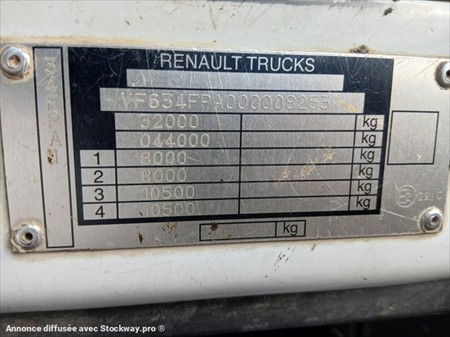 RENAULT TRUCKS
VF634FPA000008263
32000 kg
044000 kg
1 8000 kg
2 8000 kg
3 10500 kg
4 10500 kg
kg
Annonce diffusée avec Stockway.pro ®